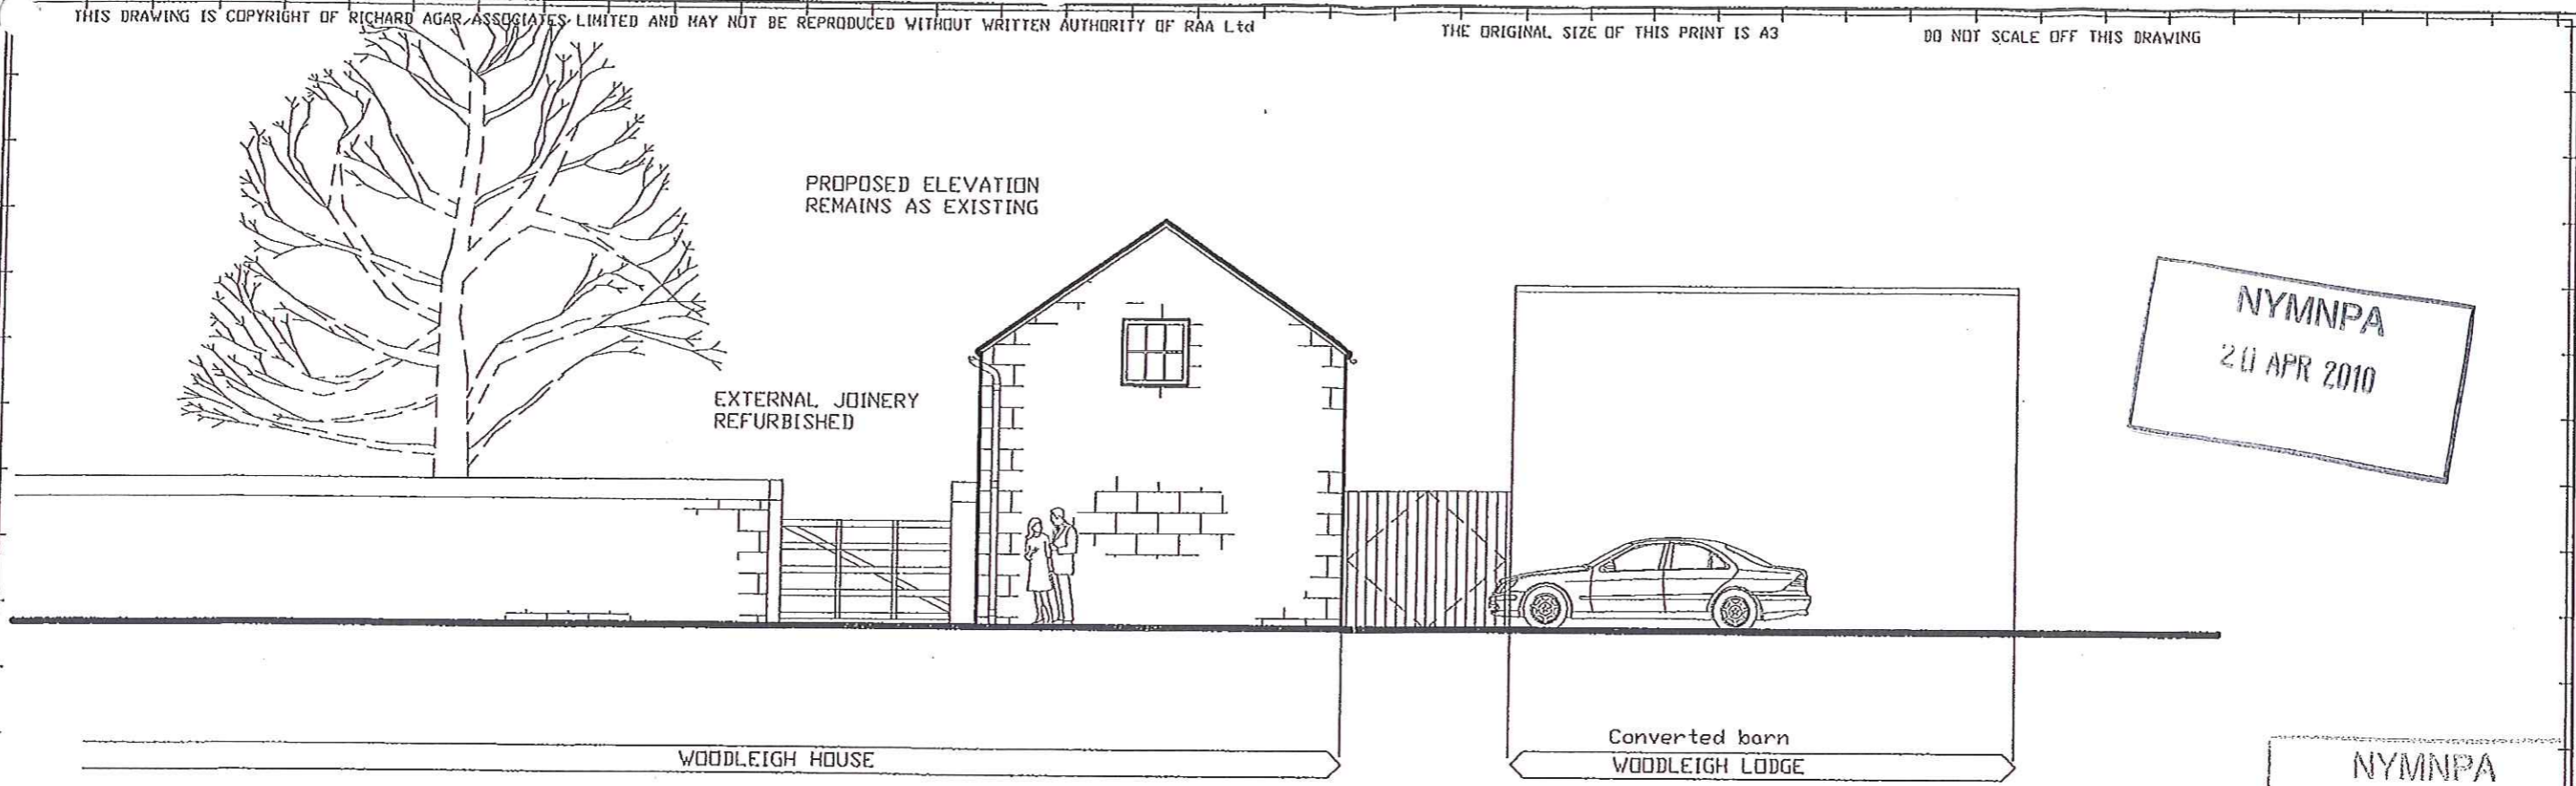 THIS DRAWING IS COPYRIGHT OF RICHARD AGAR ASSOCIATES LIMITED AND MAY NOT BE REPRODUCED WITHOUT WRITTEN AUTHORITY OF RAA Ltd
THE ORIGINAL SIZE OF THIS PRINT IS A3
DO NOT SCALE OFF THIS DRAWING
PROPOSED ELEVATION
REMAINS AS EXISTING
NYMNPA
20 APR 2010
EXTERNAL JOINERY
REFURBISHED
WOODLEIGH HOUSE
Converted barn
WOODLEIGH LODGE
NYMNPA